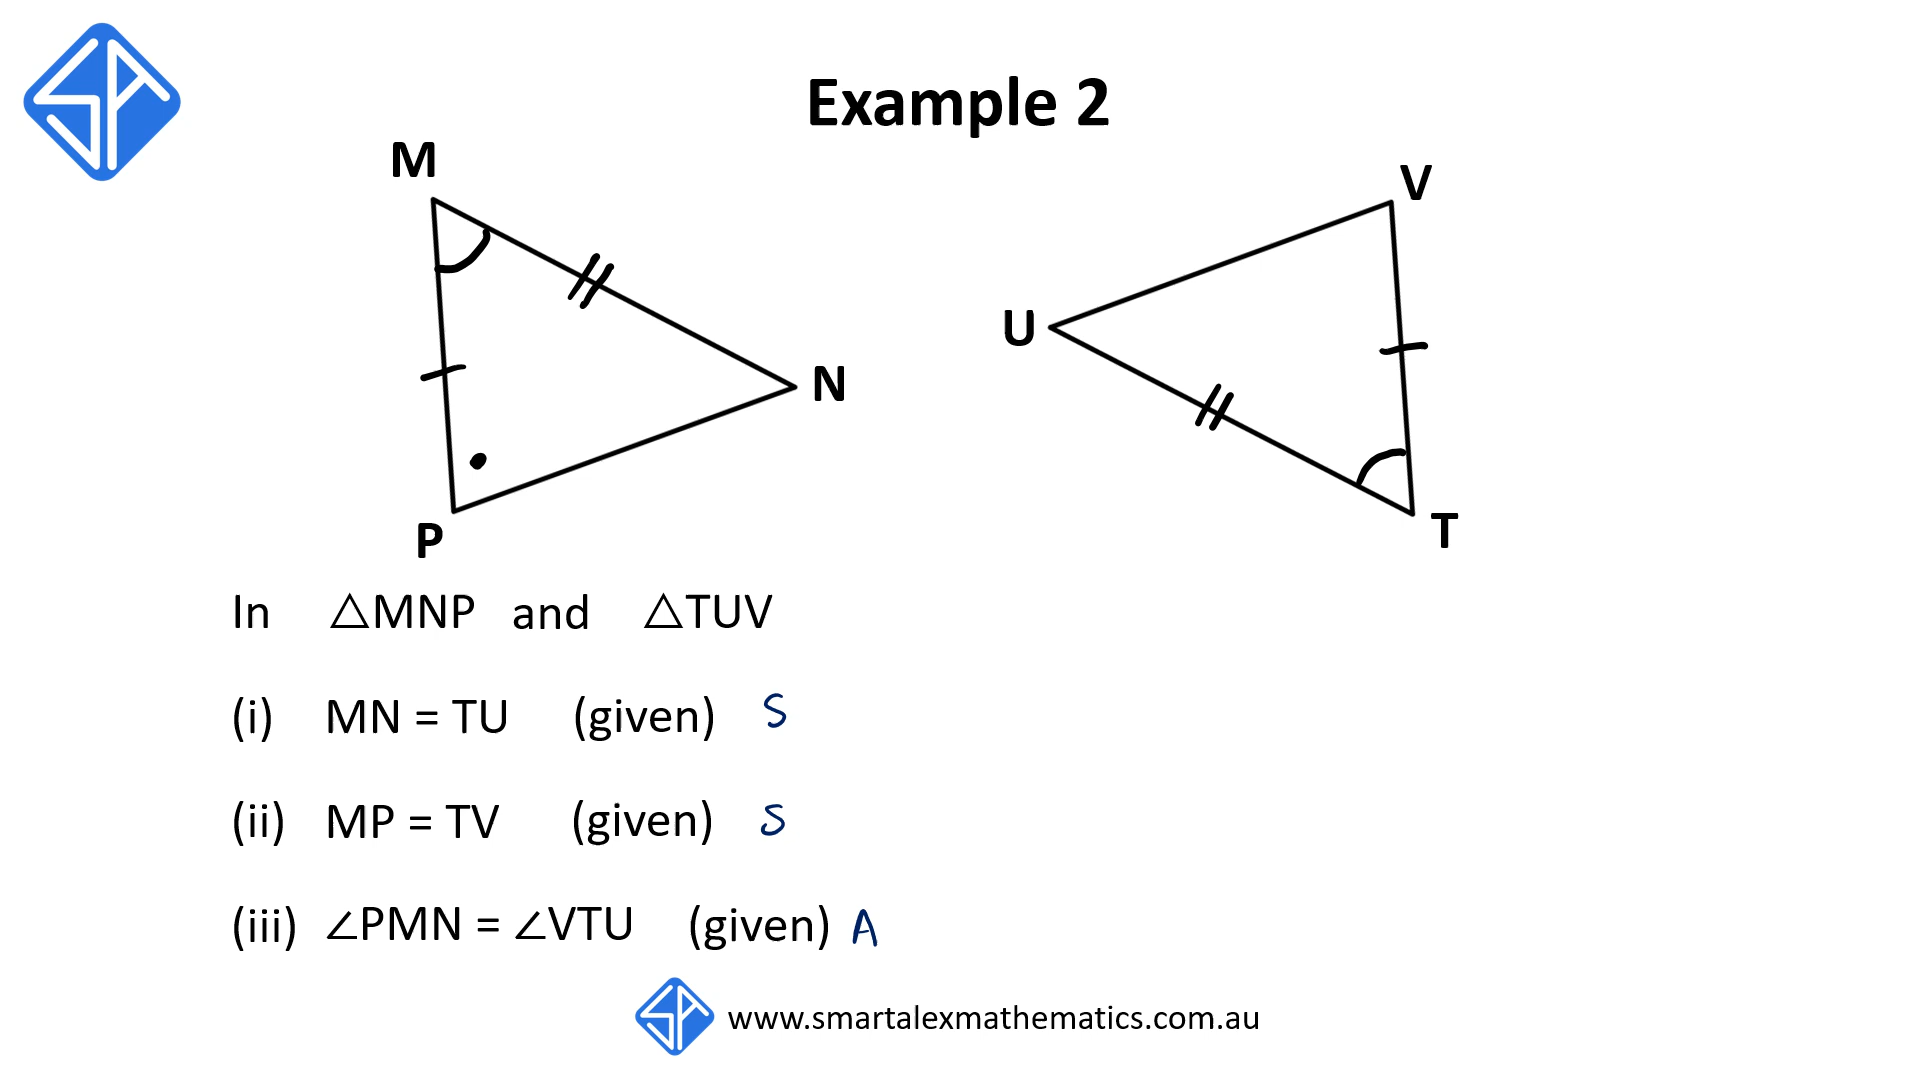 Example 2
M
V
U
N
P
T
In △MNP and △TUV
(i) MN = TU (given) S
(ii) MP = TV (given) S
(iii) ∠PMN = ∠VTU (given) A
www.smartalexmathematics.com.au